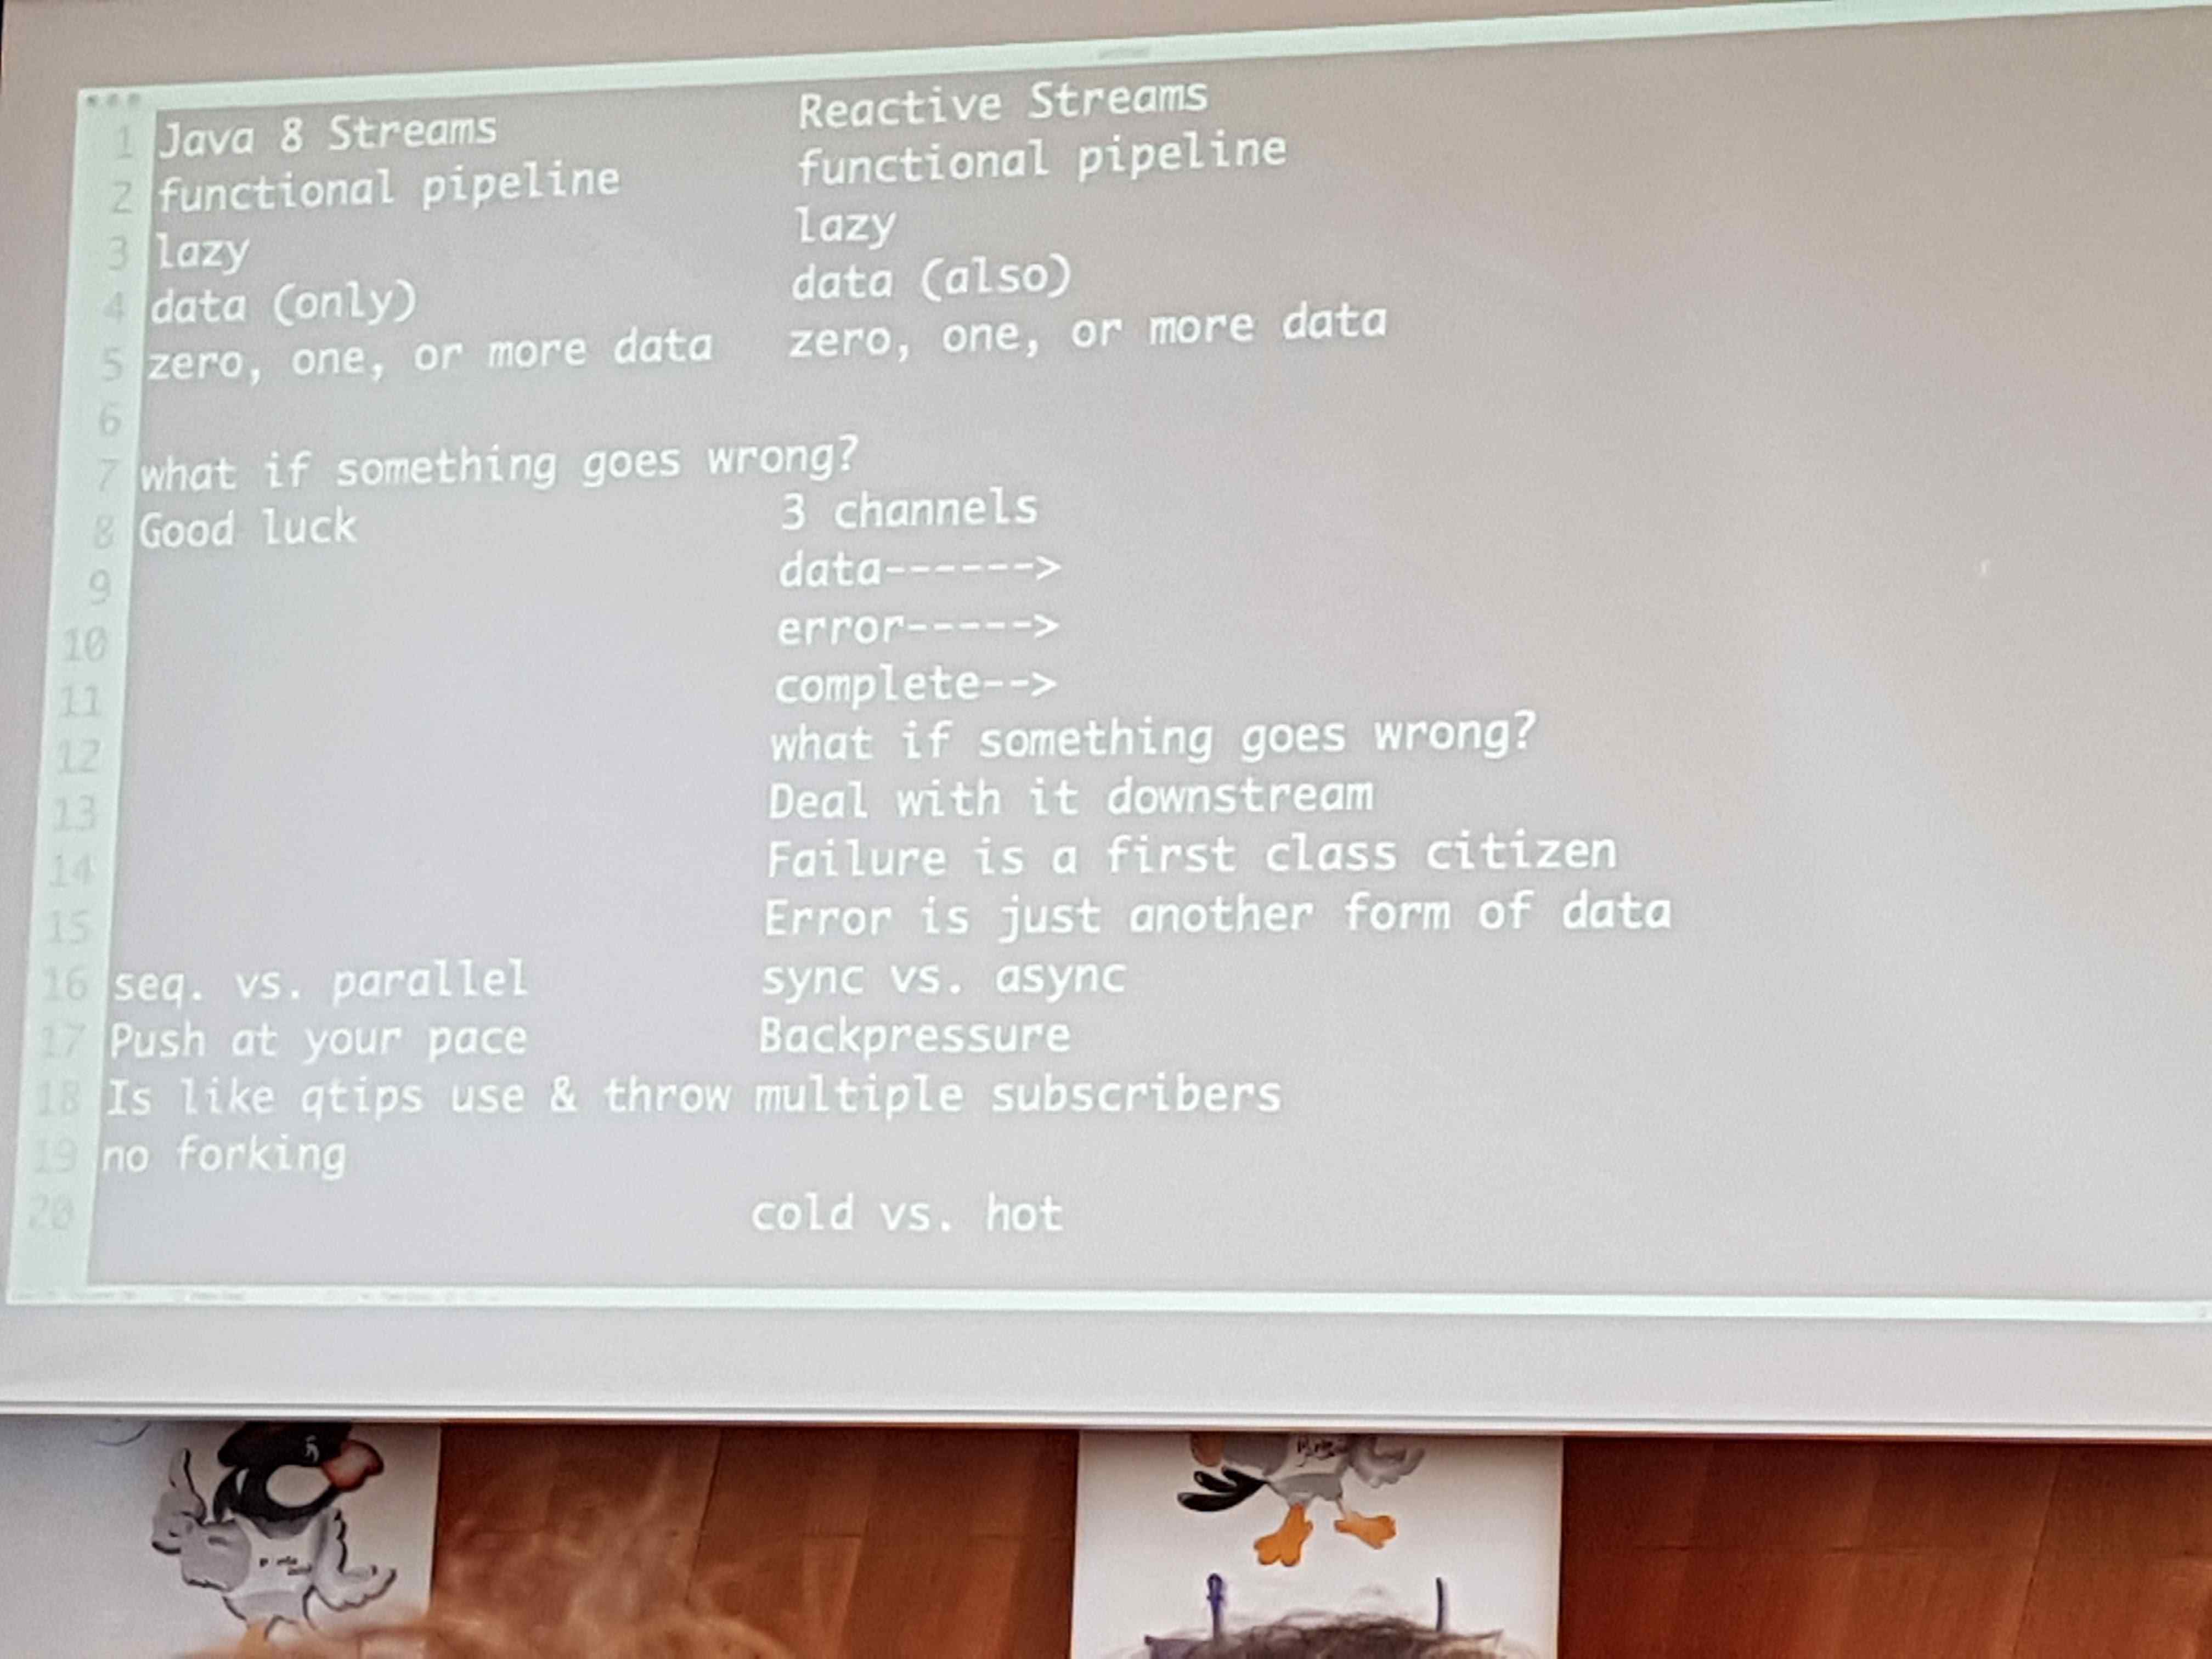 1 Java 8 Streams Reactive Streams
2 functional pipeline functional pipeline
3 lazy lazy
4 data (only) data (also)
5 zero, one, or more data zero, one, or more data
6
7 what if something goes wrong?
8 Good luck 3 channels
9 data------>
10 error----->
11 complete-->
12 what if something goes wrong?
13 Deal with it downstream
14 Failure is a first class citizen
15 Error is just another form of data
16 seq. vs. parallel sync vs. async
17 Push at your pace Backpressure
18 Is like qtips use & throw multiple subscribers
19 no forking
20 cold vs. hot